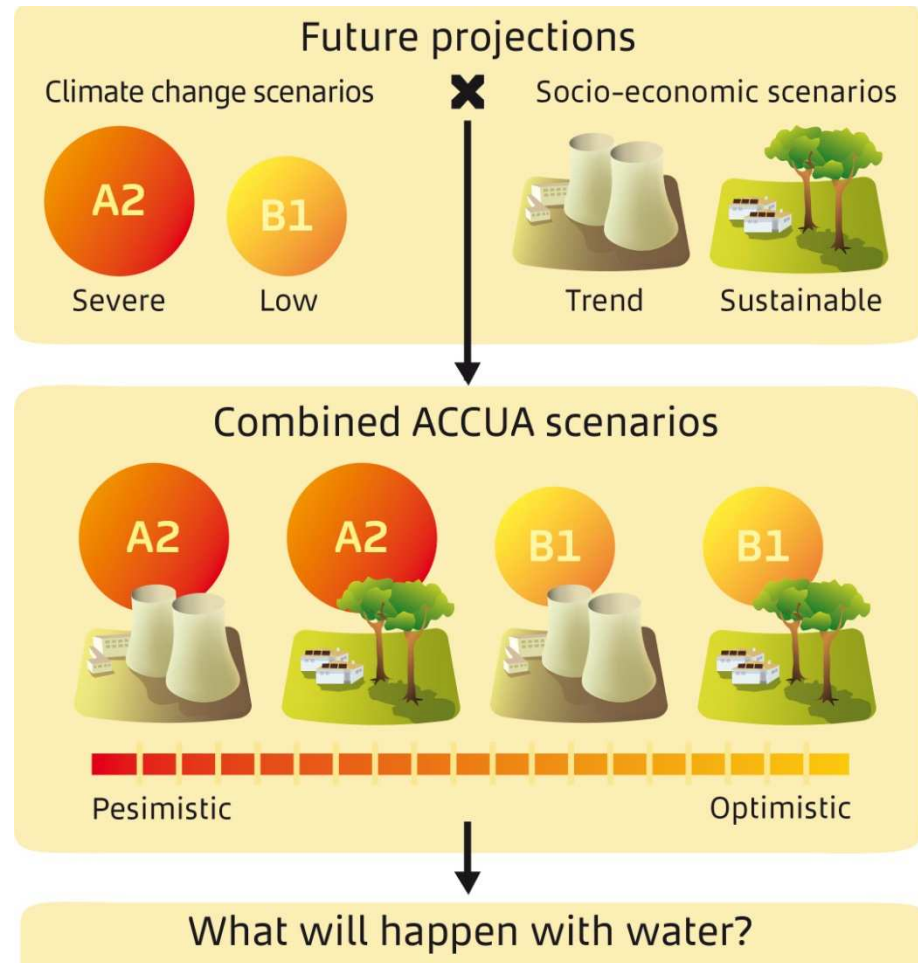 Future projections
Climate change scenarios
Socio-economic scenarios
A2
B1
Severe
Low
Trend
Sustainable
Combined ACCUA scenarios
A2
A2
B1
B1
Pesimistic
Optimistic
What will happen with water?